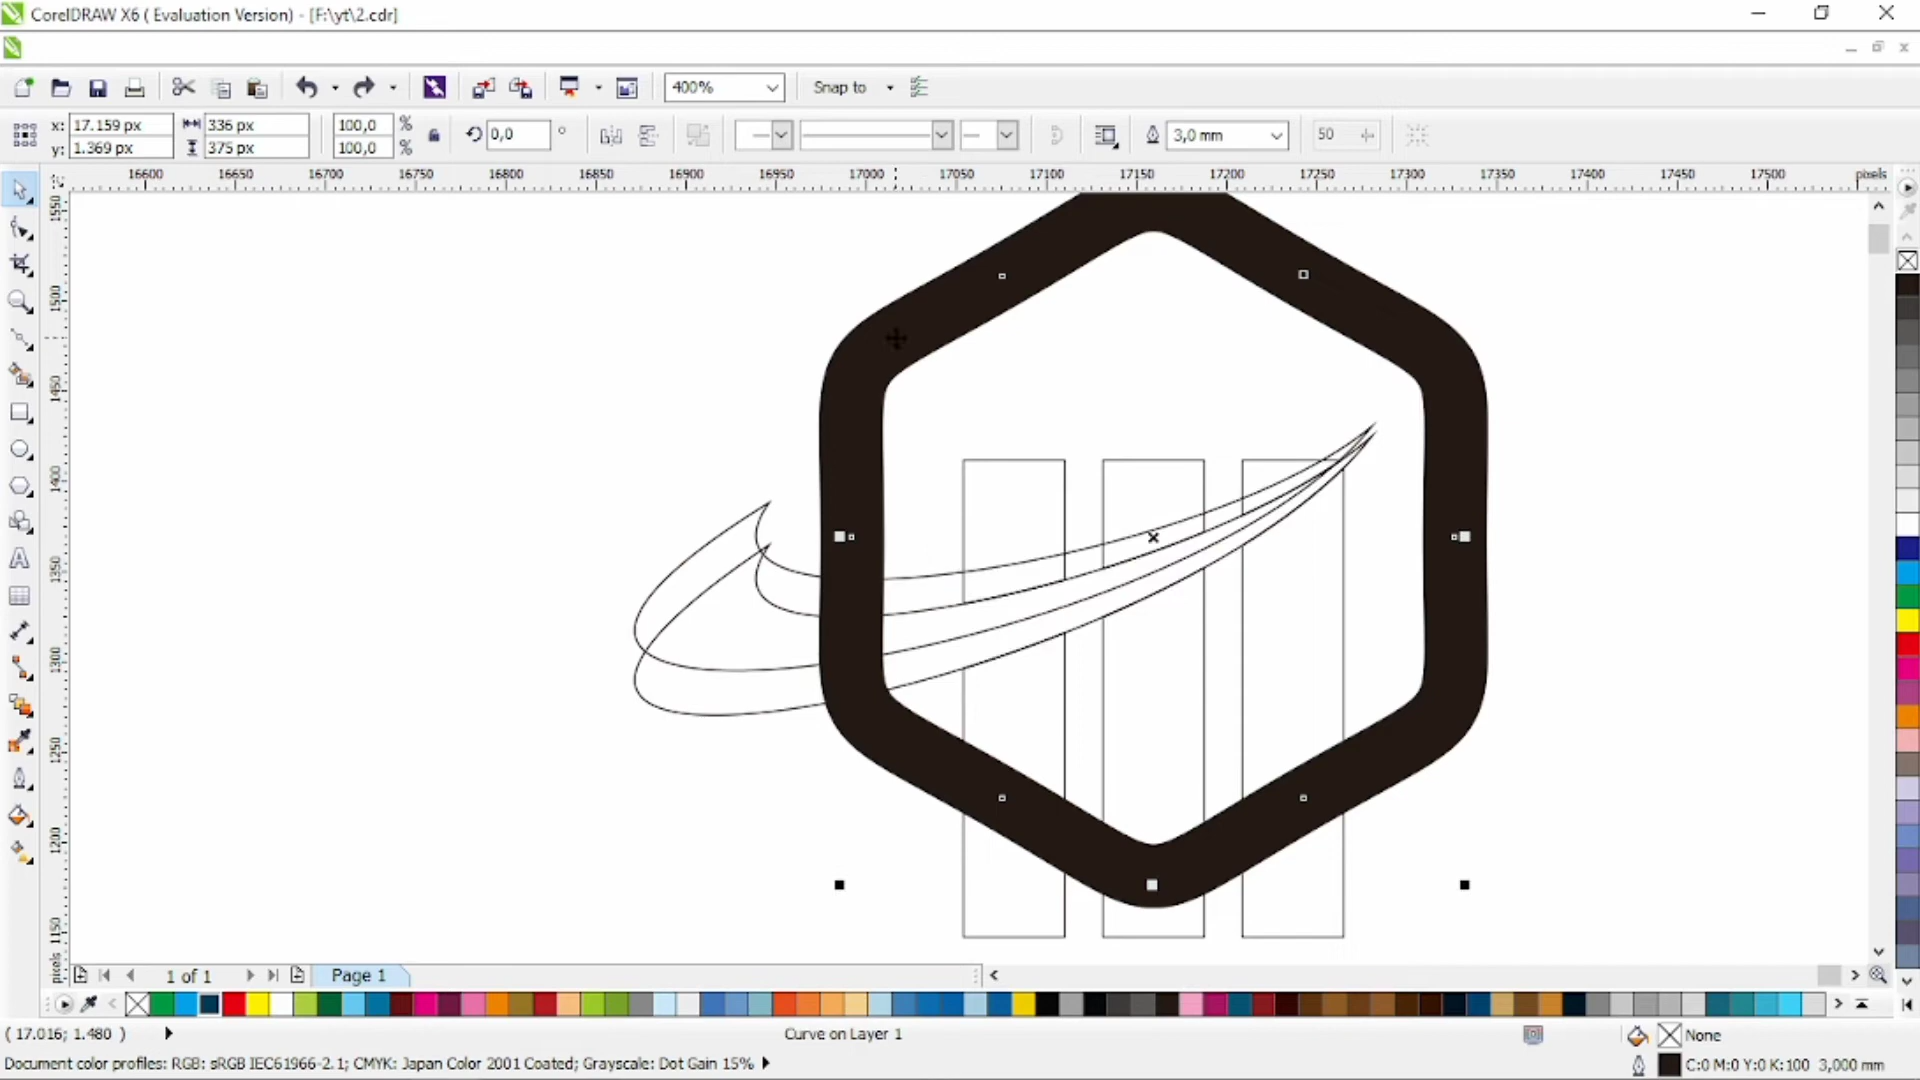 CorelDRAW X6 ( Evaluation Version) - [F:\yt\2.cdr]
400%
Snap to
x: 17.159 px
y: 1.369 px
336 px
375 px
100,0 %
100,0 %
0,0 °
3,0 mm
50
16600 16650 16700 16750 16800 16850 16900 16950 17000 17050 17100 17150 17200 17250 17300 17350 17400 17450 17500 pixels
1550
1500
1450
1400
1350
1300
1250
1200
1150
pixels
1 of 1
Page 1
( 17.016; 1.480 )
Curve on Layer 1
None
Document color profiles: RGB: sRGB IEC61966-2.1; CMYK: Japan Color 2001 Coated; Grayscale: Dot Gain 15%
C:0 M:0 Y:0 K:100 3,000 mm